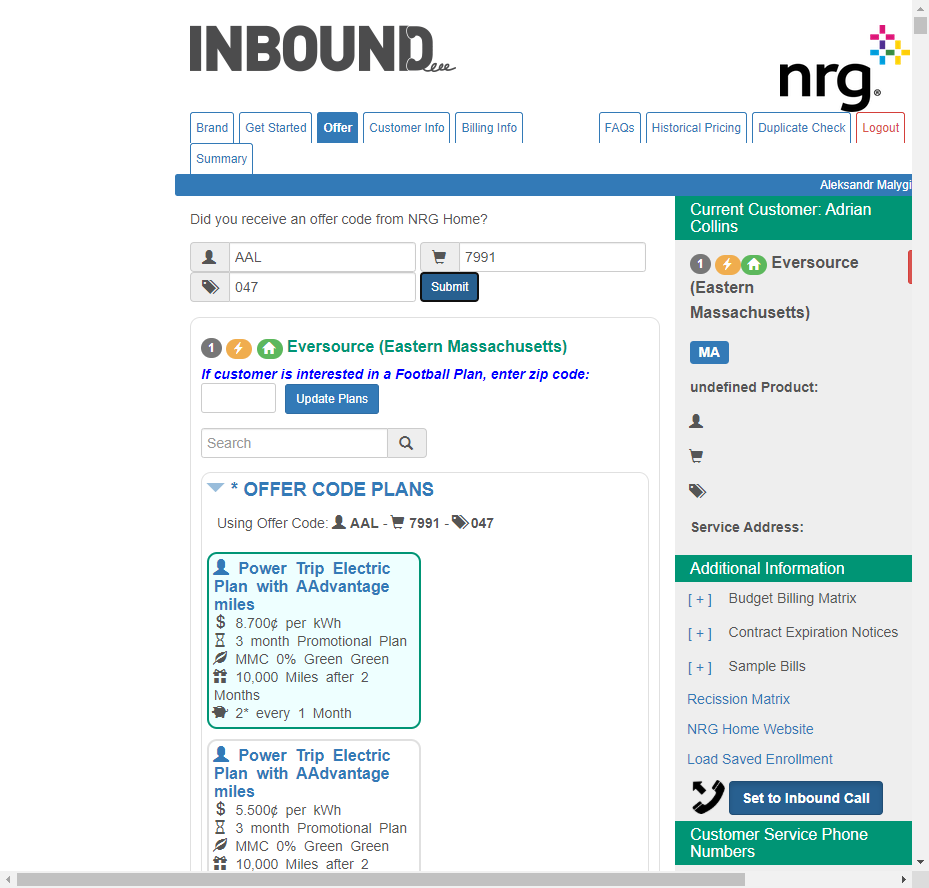 INBOUND
nrg
Brand
Get Started
Offer
Customer Info
Billing Info
FAQs
Historical Pricing
Duplicate Check
Logout
Summary
Aleksandr Malygi
Did you receive an offer code from NRG Home?
AAL
7991
047
Submit
1 Eversource (Eastern Massachusetts)
If customer is interested in a Football Plan, enter zip code:
Update Plans
Search
* OFFER CODE PLANS
Using Offer Code: AAL - 7991 - 047
Power Trip Electric
Plan with AAdvantage
miles
$ 8.700¢ per kWh
3 month Promotional Plan
MMC 0% Green Green
10,000 Miles after 2
Months
2* every 1 Month
Power Trip Electric
Plan with AAdvantage
miles
$ 5.500¢ per kWh
3 month Promotional Plan
MMC 0% Green Green
10,000 Miles after 2
Current Customer: Adrian
Collins
1 Eversource
(Eastern
Massachusetts)
MA
undefined Product:
Service Address:
Additional Information
[ + ] Budget Billing Matrix
[ + ] Contract Expiration Notices
[ + ] Sample Bills
Recission Matrix
NRG Home Website
Load Saved Enrollment
Set to Inbound Call
Customer Service Phone
Numbers